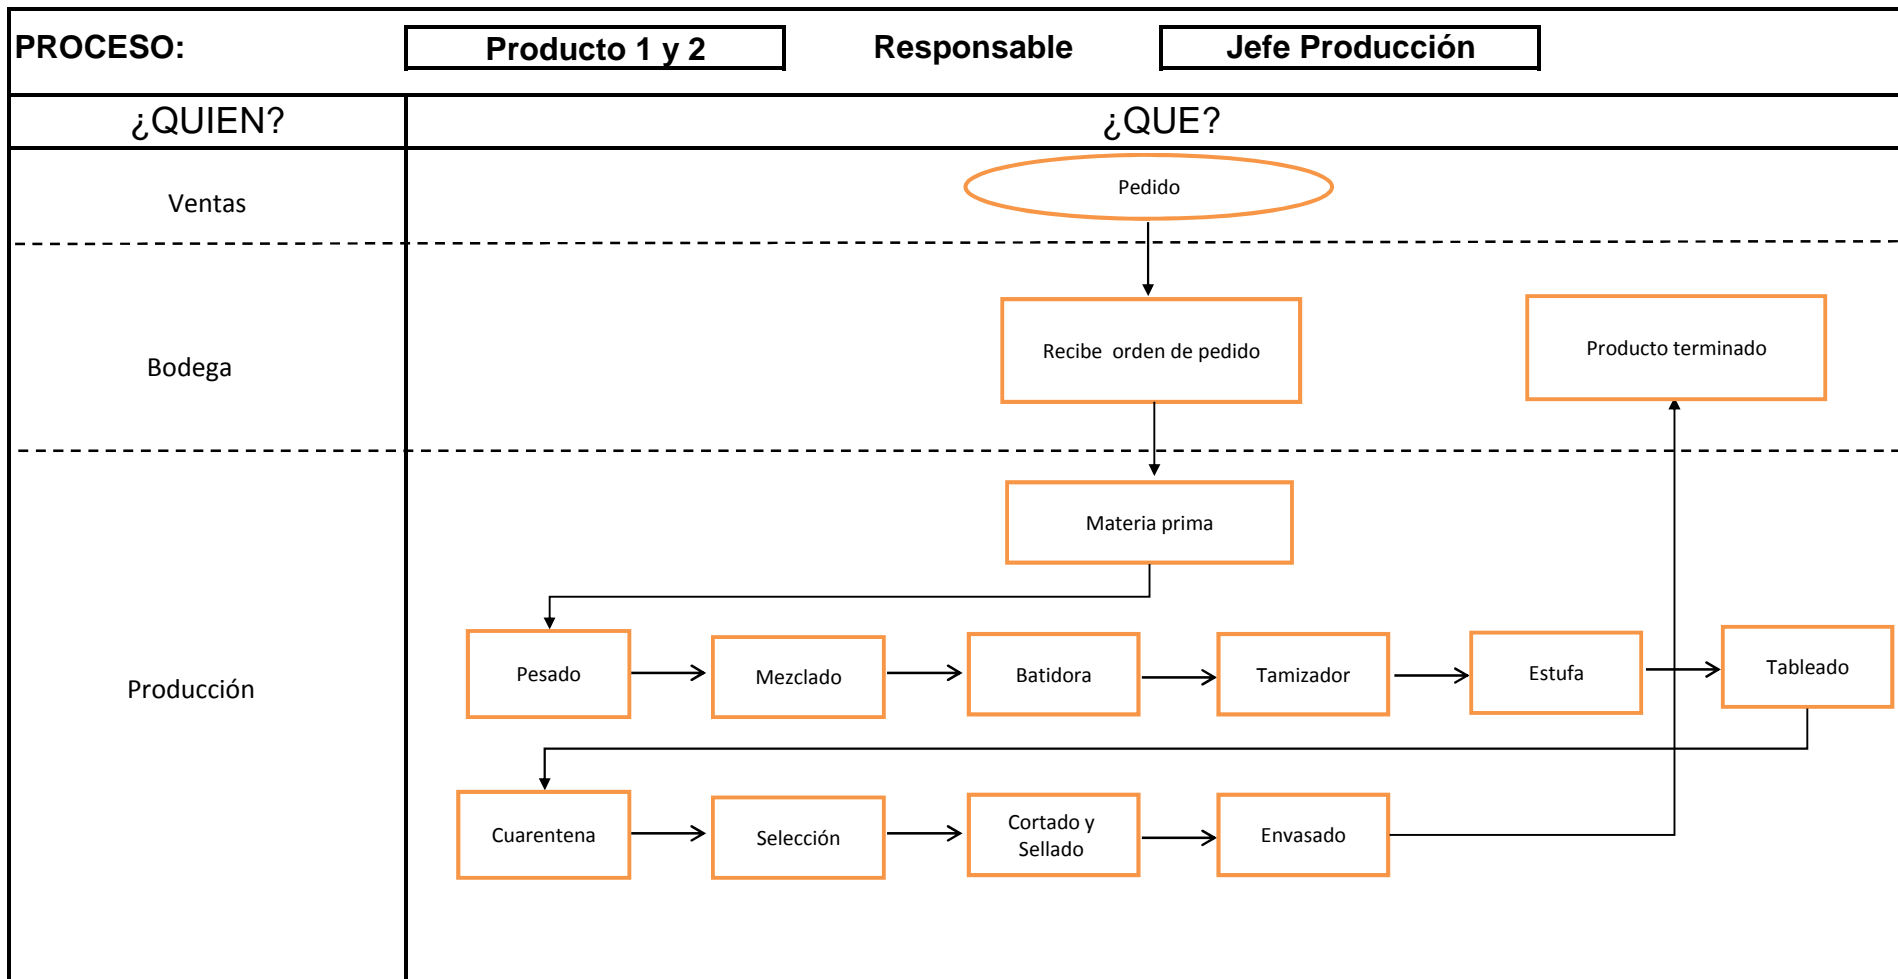 PROCESO: Producto 1 y 2 Responsable Jefe Producción
¿QUIEN? ¿QUE?
Ventas
Pedido
Bodega
Recibe orden de pedido
Producto terminado
Producción
Materia prima
Pesado
Mezclado
Batidora
Tamizador
Estufa
Tableado
Cuarentena
Selección
Cortado y
Sellado
Envasado